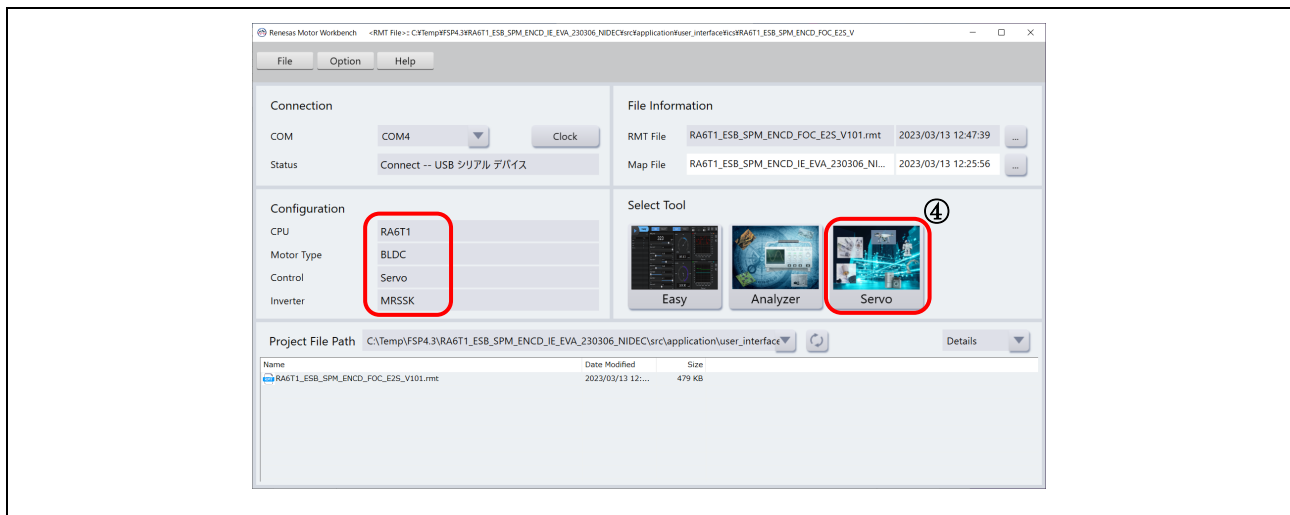 Renesas Motor Workbench <RMT File>: C:¥Temp¥FSP4.3¥RA6T1_ESB_SPM_ENCD_IE_EVA_230306_NIDEC¥src¥application¥user_interface¥ics¥RA6T1_ESB_SPM_ENCD_FOC_E2S_V
File Option Help
Connection
COM COM4 Clock
Status Connect -- USB シリアル デバイス
File Information
RMT File RA6T1_ESB_SPM_ENCD_FOC_E2S_V101.rmt 2023/03/13 12:47:39 ...
Map File RA6T1_ESB_SPM_ENCD_IE_EVA_230306_NI... 2023/03/13 12:25:56 ...
Configuration
CPU RA6T1
Motor Type BLDC
Control Servo
Inverter MRSSK
Select Tool
④
Easy Analyzer Servo
Project File Path C:\Temp\FSP4.3\RA6T1_ESB_SPM_ENCD_IE_EVA_230306_NIDEC\src\application\user_interface Details
Name Date Modified Size
RA6T1_ESB_SPM_ENCD_FOC_E2S_V101.rmt 2023/03/13 12:... 479 KB